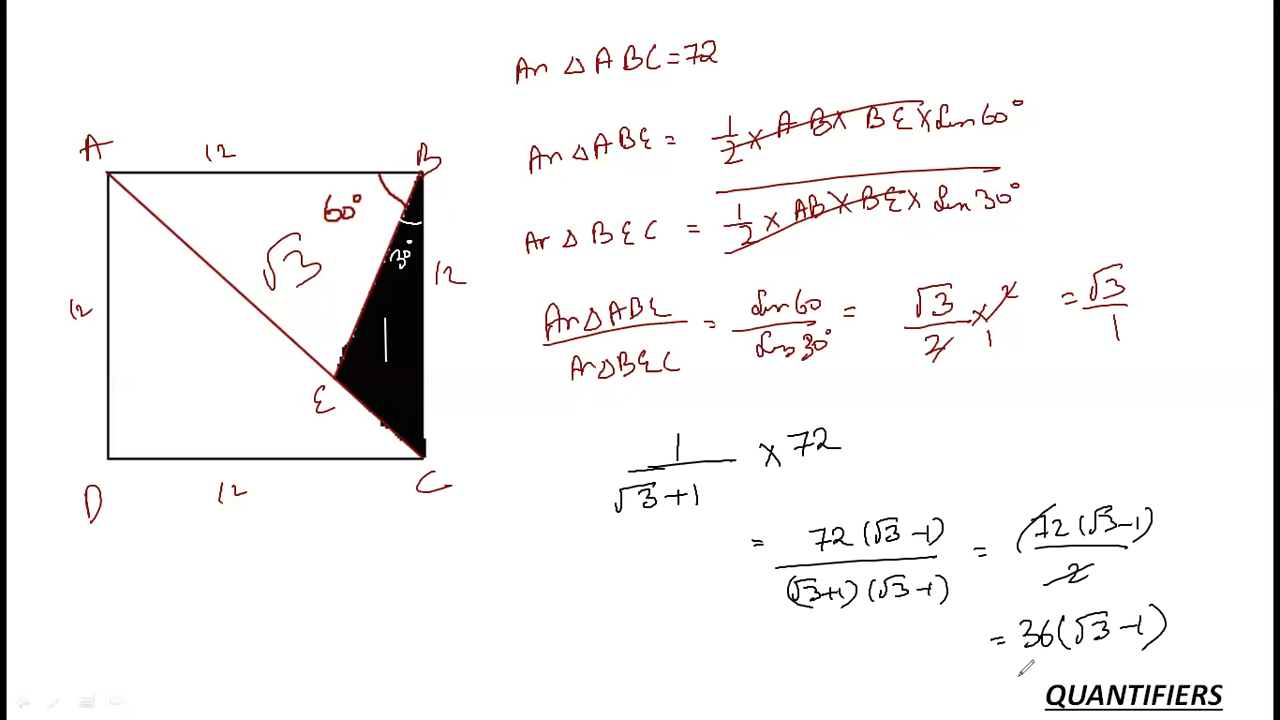 Ar △ ABC = 72
A 12 B
Ar △ ABE = 1/2 × AB × BE × Sin 60°
60°
Ar △ BEC = 1/2 × AB × BE × Sin 30°
30°
√3
12
12
1
Ar △ ABE / Ar △ BEC = Sin 60 / Sin 30° = √3/2 × 2/1 = √3/1
E
1/(√3+1) × 72
D 12 C
= 72(√3-1) / (√3+1)(√3-1) = 72(√3-1) / 2
= 36(√3-1)
QUANTIFIERS